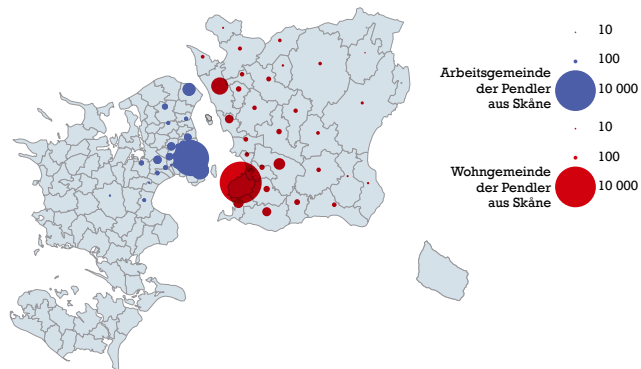 10
100
Arbeitsgemeinde
der Pendler
aus Skåne
10 000
10
100
Wohngemeinde
der Pendler
aus Skåne
10 000